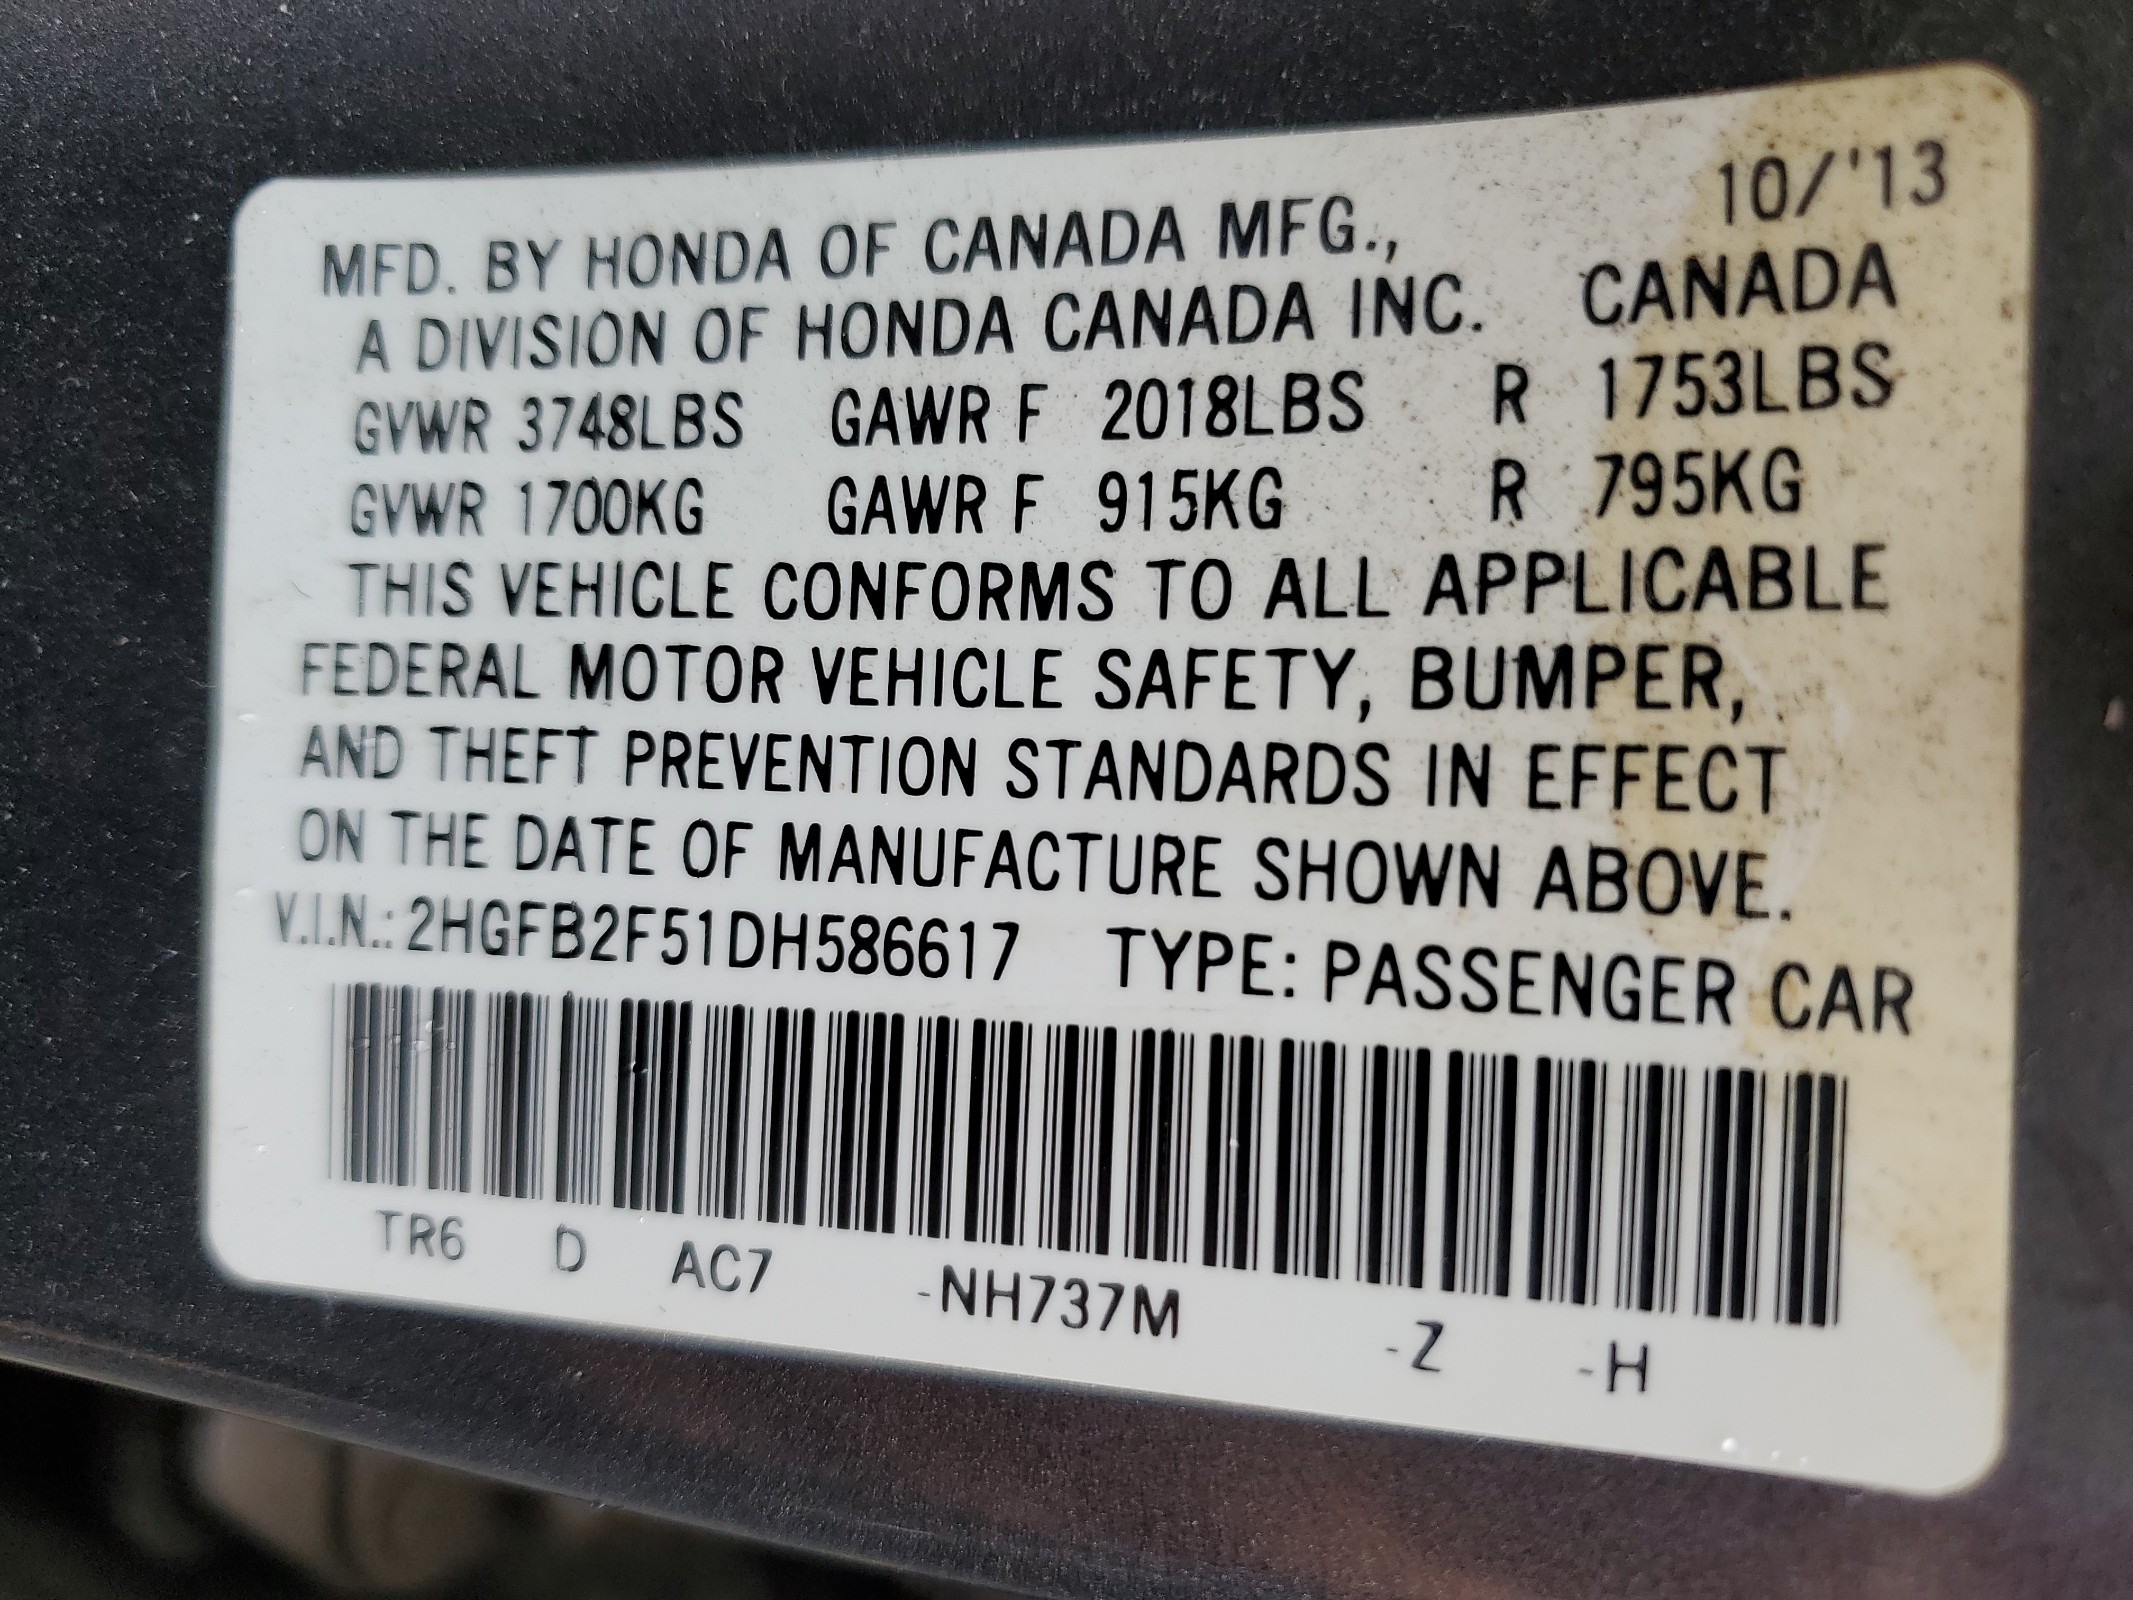 10/'13
MFD. BY HONDA OF CANADA MFG.,
A DIVISION OF HONDA CANADA INC. CANADA
GVWR 3748LBS GAWR F 2018LBS R 1753LBS
GVWR 1700KG GAWR F 915KG R 795KG
THIS VEHICLE CONFORMS TO ALL APPLICABLE
FEDERAL MOTOR VEHICLE SAFETY, BUMPER,
AND THEFT PREVENTION STANDARDS IN EFFECT
ON THE DATE OF MANUFACTURE SHOWN ABOVE.
V.I.N.: 2HGFB2F51DH586617 TYPE: PASSENGER CAR
TR6 D AC7 -NH737M -Z -H